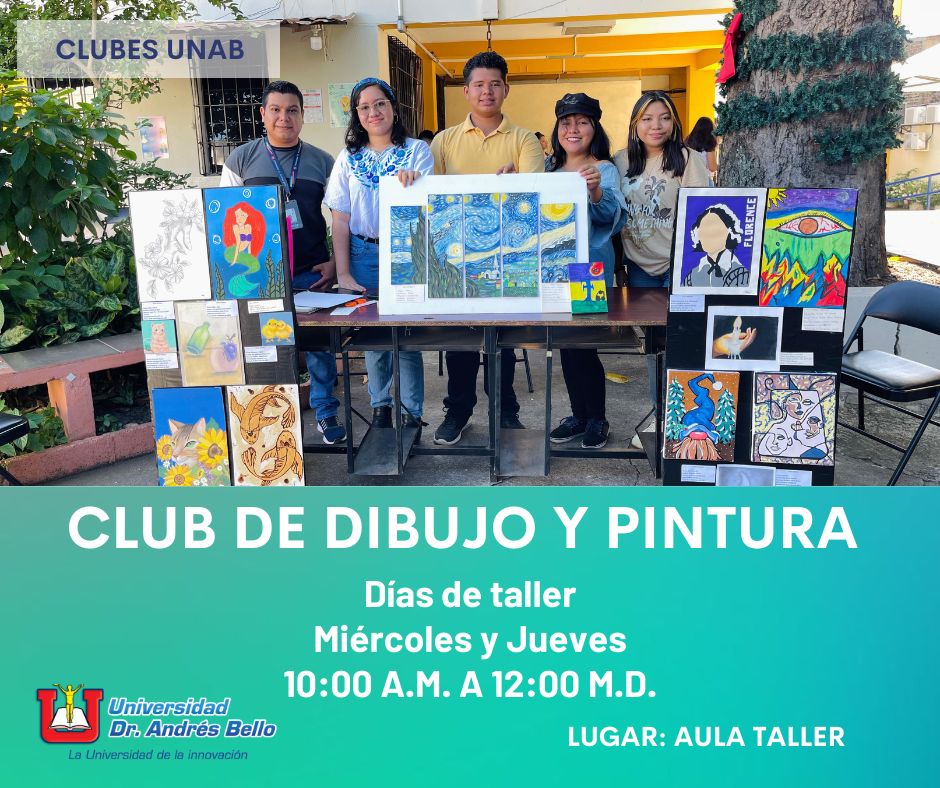 CLUBES UNAB
FLORENCE
CLUB DE DIBUJO Y PINTURA
Días de taller
Miércoles y Jueves
10:00 A.M. A 12:00 M.D.
Universidad
Dr. Andrés Bello
La Universidad de la innovación
LUGAR: AULA TALLER